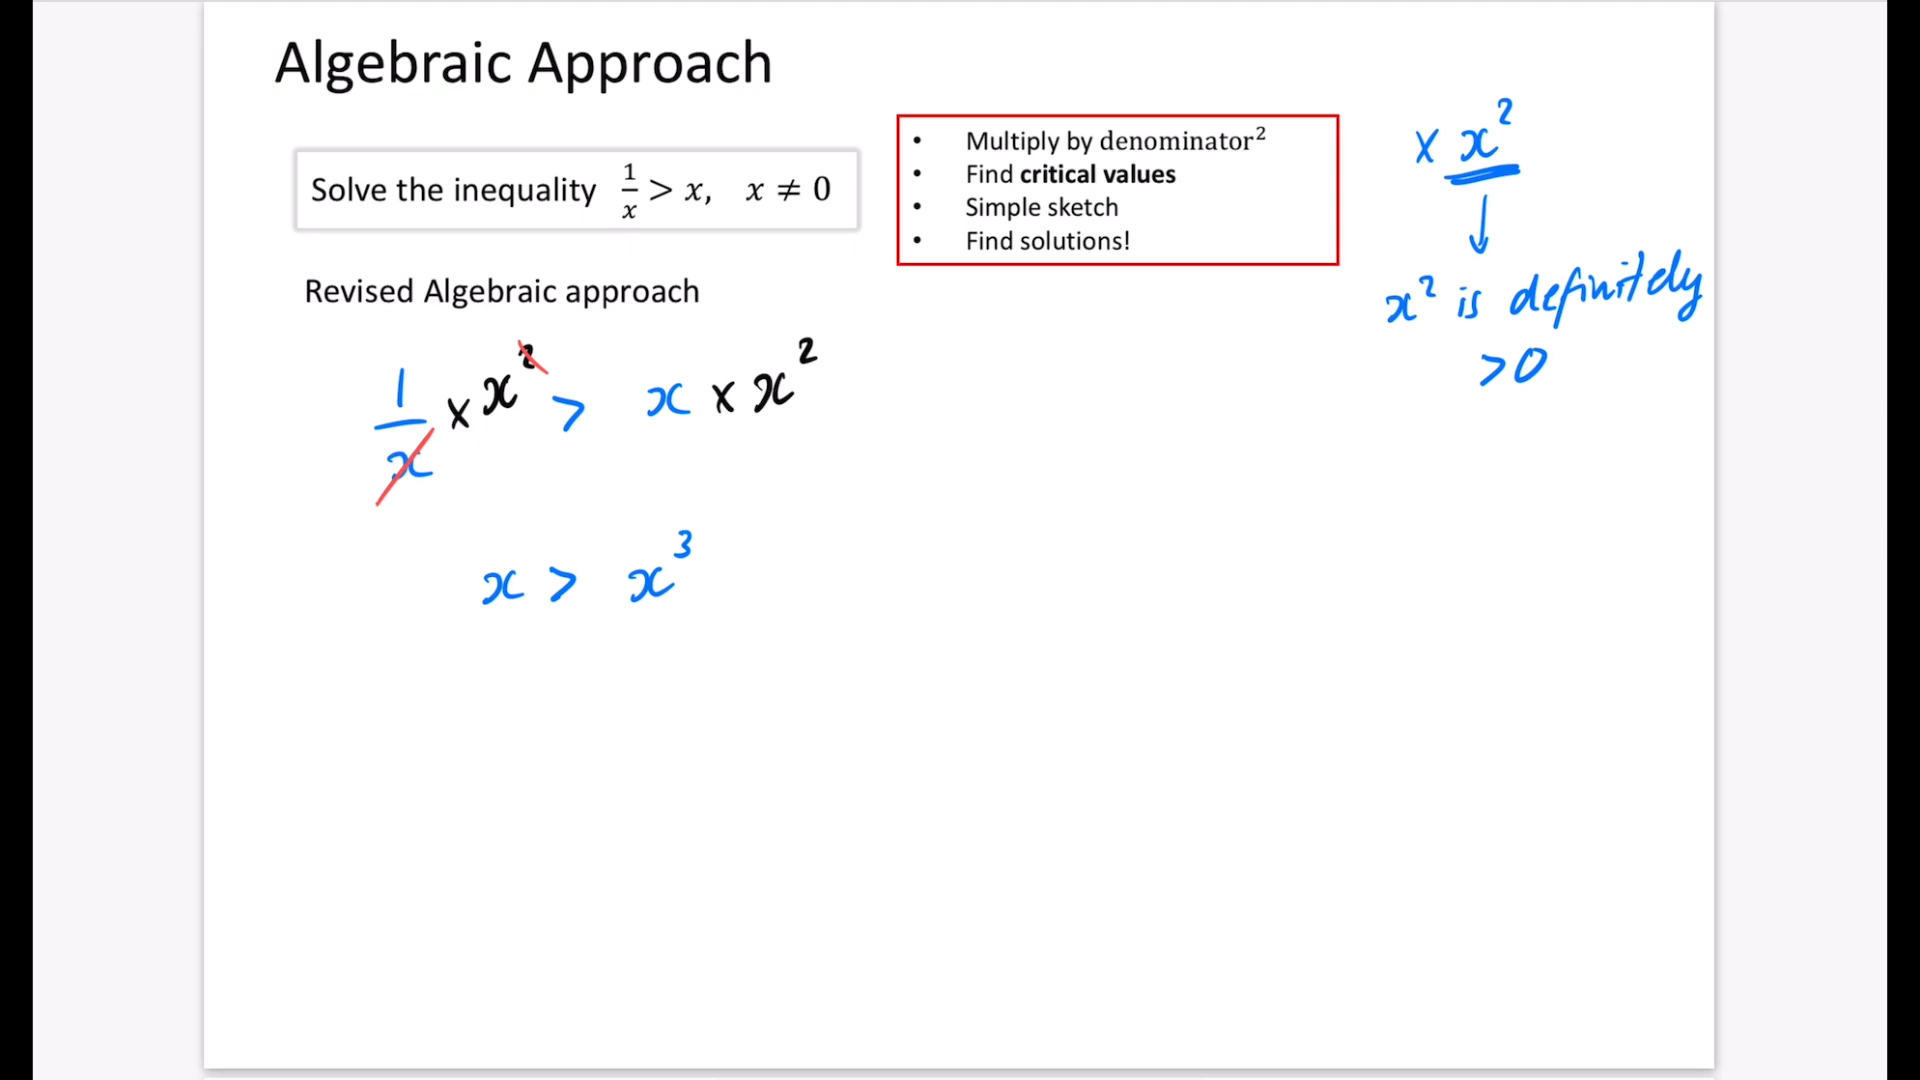 Algebraic Approach
Solve the inequality 1/x > x, x ≠ 0
• Multiply by denominator²
• Find critical values
• Simple sketch
• Find solutions!
× x²
↓
x² is definitely
>0
Revised Algebraic approach
1/x × x² > x × x²
x > x³